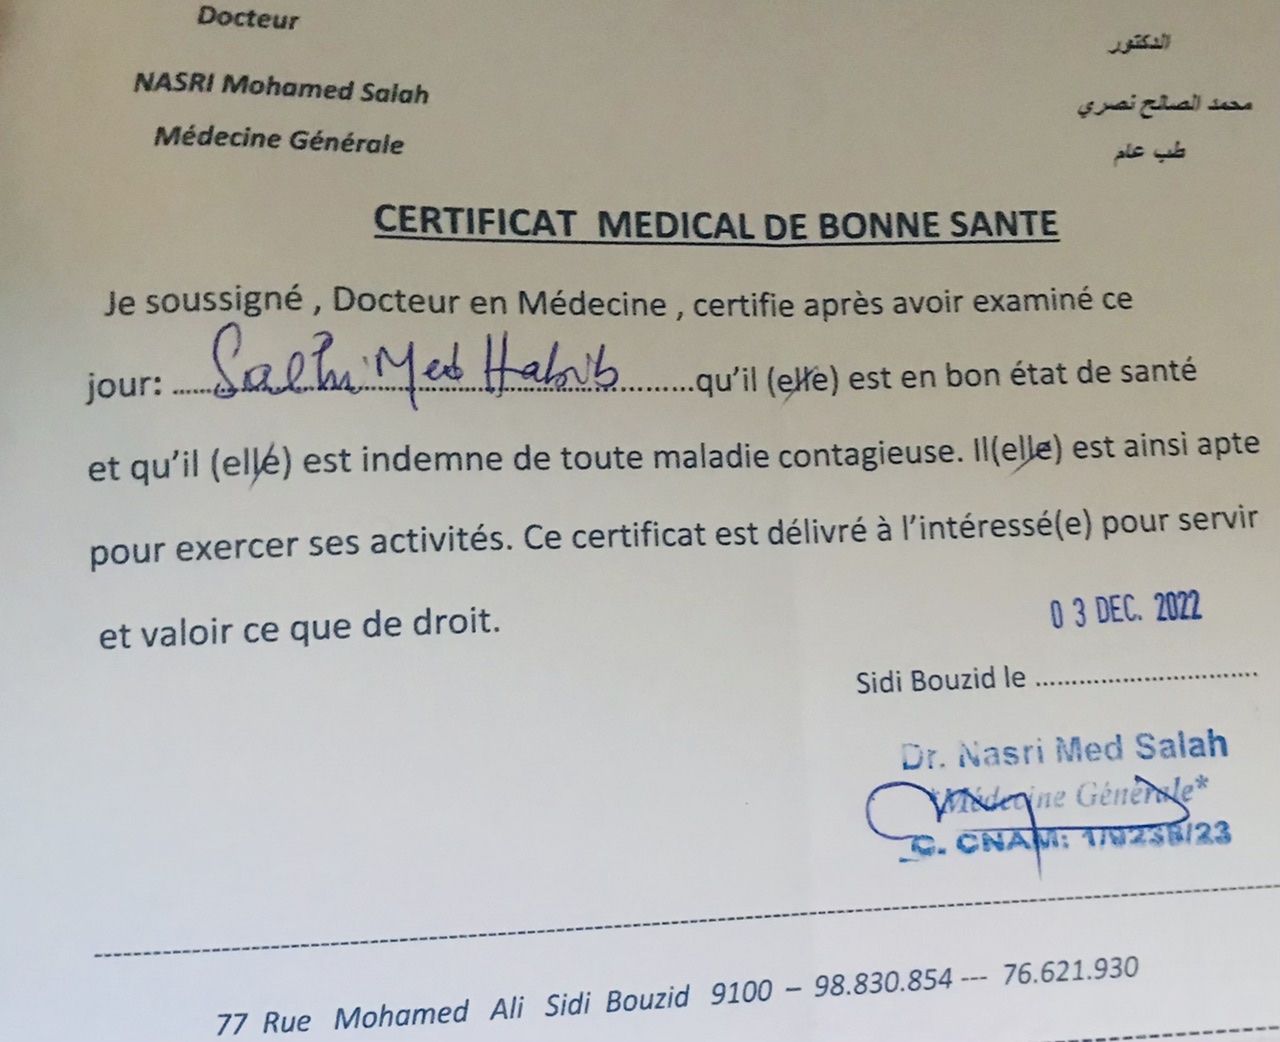 Docteur
NASRI Mohamed Salah
Médecine Générale
الدكتور
محمد الصالح نصري
طب عام
CERTIFICAT MEDICAL DE BONNE SANTE
Je soussigné , Docteur en Médecine , certifie après avoir examiné ce
jour: ......Salhi Med Habib..........qu’il (elle) est en bon état de santé
et qu’il (elle) est indemne de toute maladie contagieuse. Il(elle) est ainsi apte
pour exercer ses activités. Ce certificat est délivré à l’intéressé(e) pour servir
et valoir ce que de droit.
0 3 DEC. 2022
Sidi Bouzid le ...............................
Dr. Nasri Med Salah
*Médecine Générale*
C. CNAM:
77 Rue Mohamed Ali Sidi Bouzid 9100 – 98.830.854 --- 76.621.930